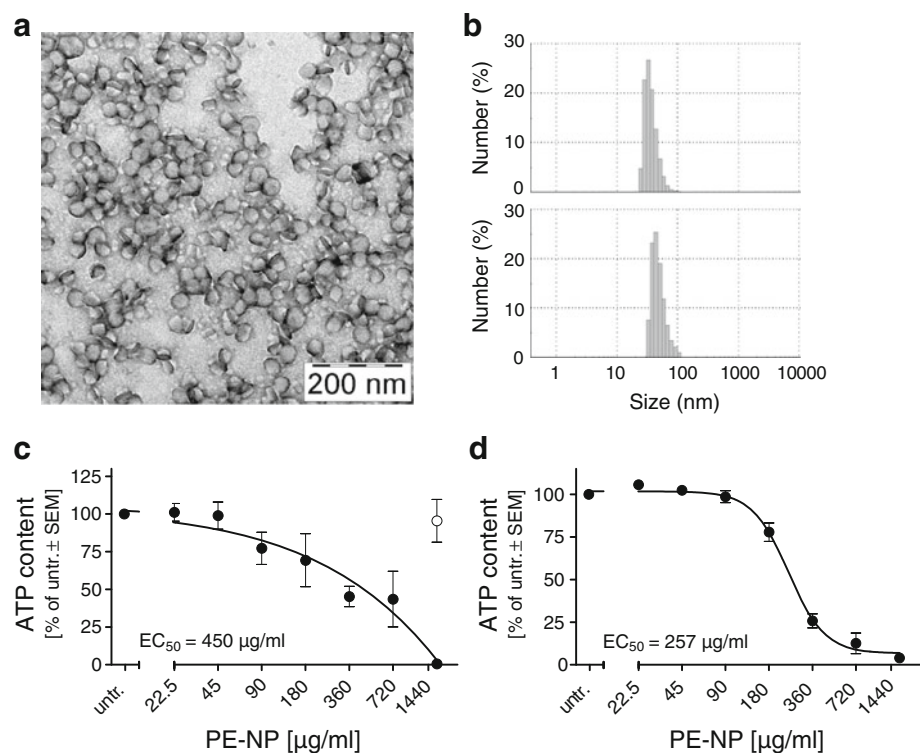 a
200 nm
b
30
20
10
0
Number (%)
30
20
10
0
Number (%)
1 10 100 1000 10000
Size (nm)
c
125
100
75
50
25
0
ATP content
[% of untr.± SEM]
EC50 = 450 µg/ml
untr. 22.5 45 90 180 360 720 1440
PE-NP [µg/ml]
d
100
75
50
25
0
ATP content
[% of untr.± SEM]
EC50 = 257 µg/ml
untr. 22.5 45 90 180 360 720 1440
PE-NP [µg/ml]